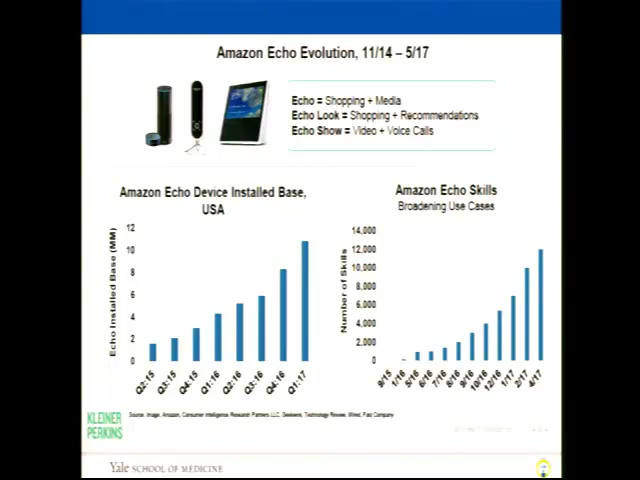 Amazon Echo Evolution, 11/14 – 5/17
Echo = Shopping + Media
Echo Look = Shopping + Recommendations
Echo Show = Video + Voice Calls
Amazon Echo Device Installed Base,
USA
Echo Installed Base (MM)
12
10
8
6
4
2
0
Q2:15
Q3:15
Q4:15
Q1:16
Q2:16
Q3:16
Q4:16
Q1:17
Amazon Echo Skills
Broadening Use Cases
Number of Skills
14,000
12,000
10,000
8,000
6,000
4,000
2,000
0
9/15
1/16
5/16
6/16
7/16
8/16
9/16
10/16
12/16
1/17
2/17
4/17
KLEINER
PERKINS
Source: Image, Amazon, Consumer Intelligence Research Partners LLC, Geekwire, Technology Review, Wired, Fast Company
Yale SCHOOL OF MEDICINE